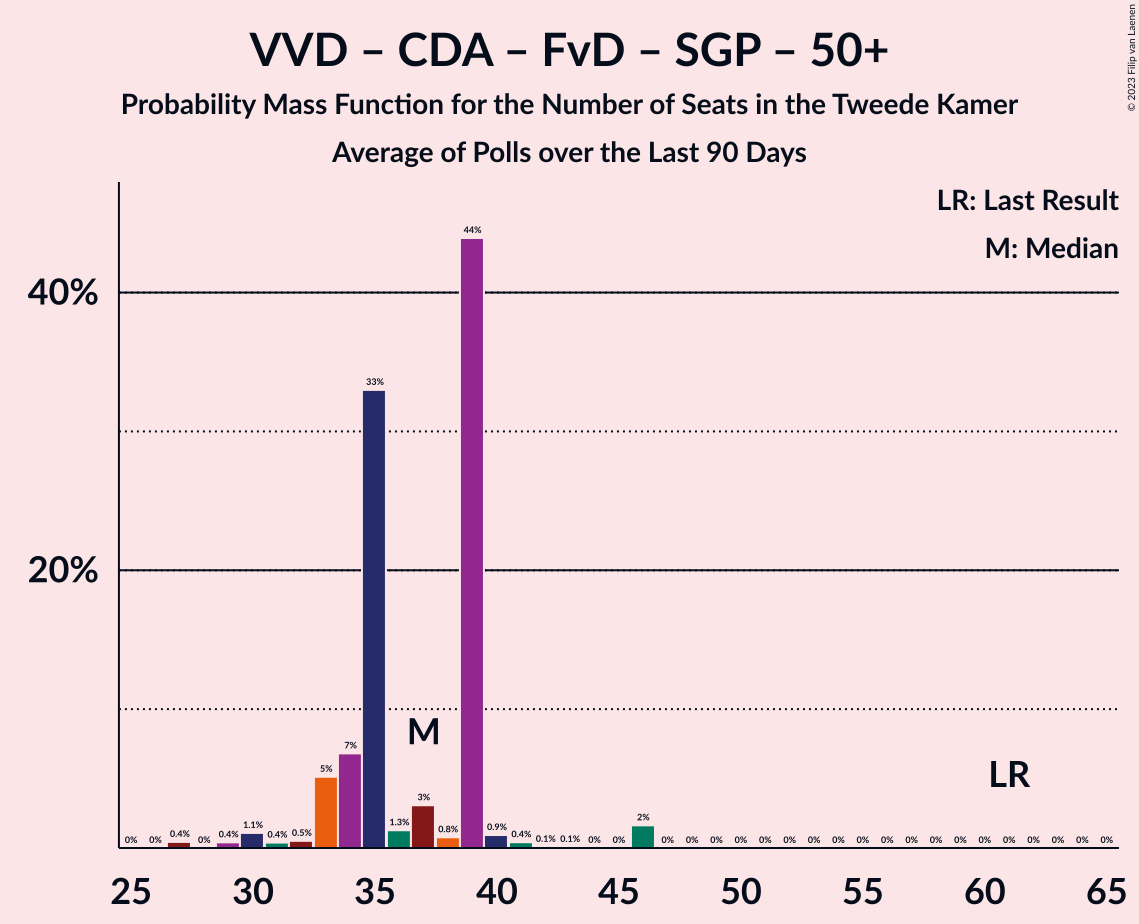 VVD – CDA – FvD – SGP – 50+
Probability Mass Function for the Number of Seats in the Tweede Kamer
Average of Polls over the Last 90 Days
© 2023 Filip van Laenen
LR: Last Result
M: Median
40%
20%
0% 0% 0.4% 0% 0.4% 1.1% 0.4% 0.5% 5% 7% 33% 1.3% 3% 0.8% 44% 0.9% 0.4% 0.1% 0.1% 0% 0% 2% 0% 0% 0% 0% 0% 0% 0% 0% 0% 0% 0% 0% 0% 0% 0% 0% 0% 0% 0%
M
LR
25 30 35 40 45 50 55 60 65